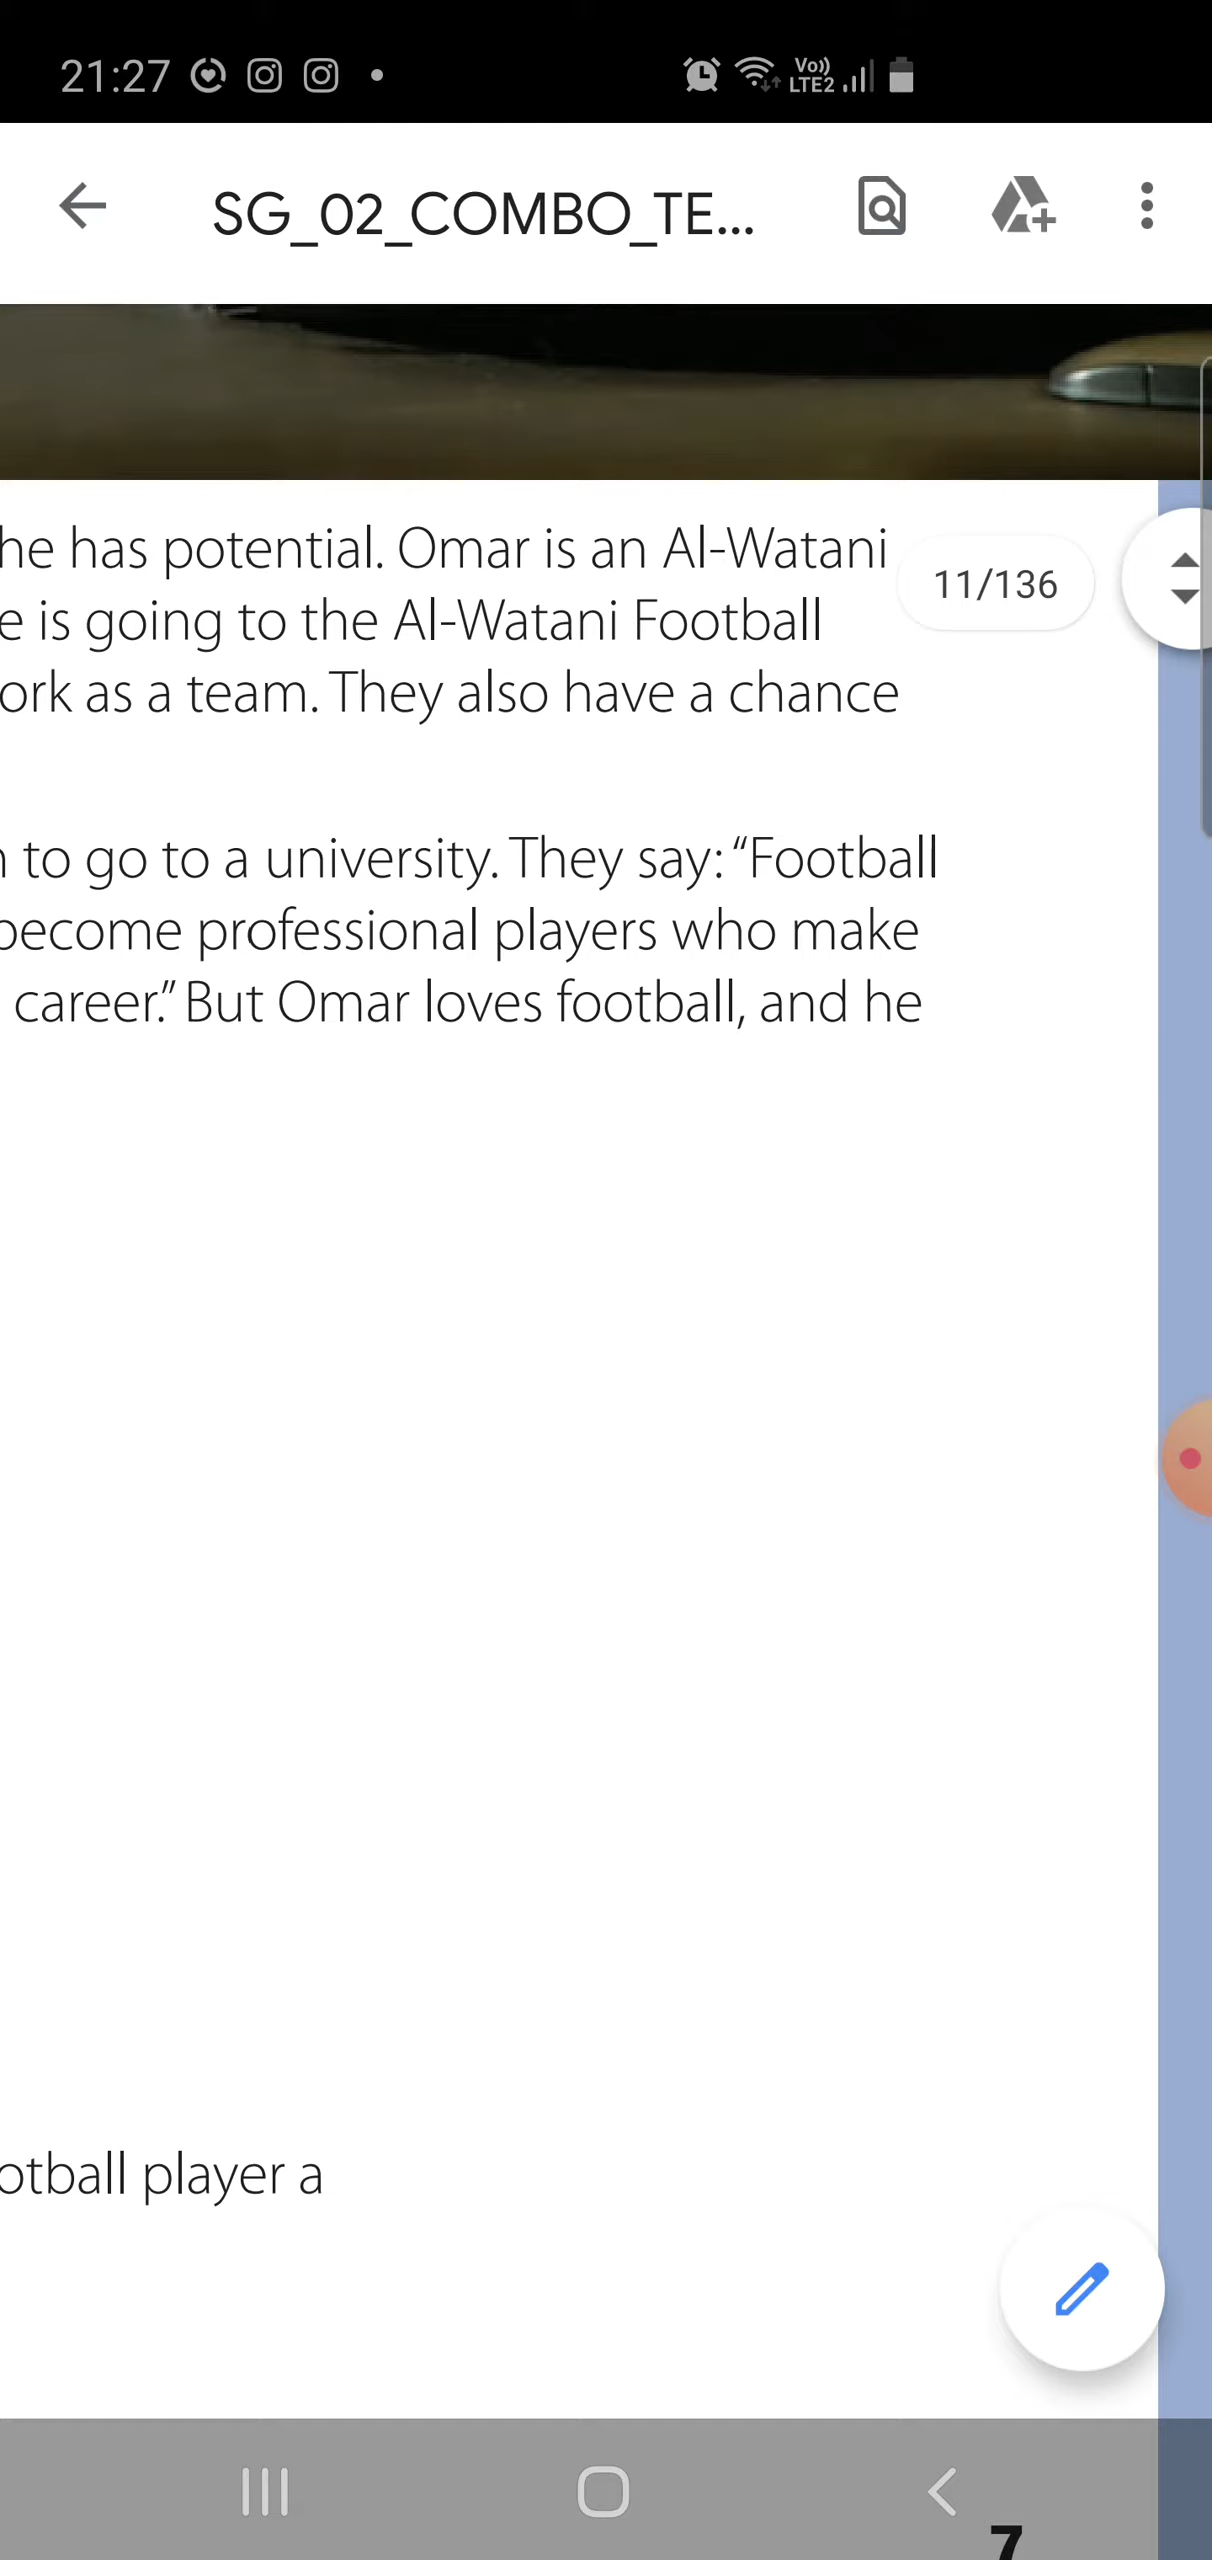 21:27
Vo)) LTE2
SG_02_COMBO_TE...
he has potential. Omar is an Al-Watani
11/136
e is going to the Al-Watani Football
ork as a team. They also have a chance
to go to a university. They say: “Football
become professional players who make
career.” But Omar loves football, and he
otball player a
7